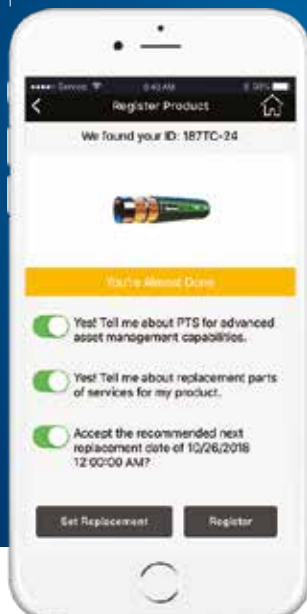 Register Product
We found your ID: 187TC-24
You're Almost Done
Yes! Tell me about PTS for advanced
asset management capabilities.
Yes! Tell me about replacement parts
of services for my product.
Accept the recommended next
replacement date of 10/26/2018
12:00:00 AM?
Set Replacement
Register